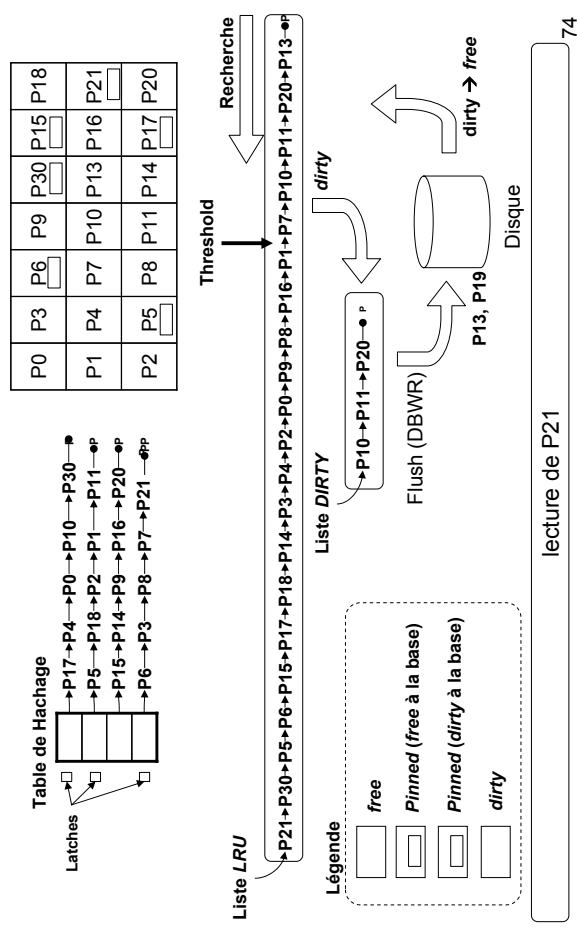 Table de Hachage
Latches
P17 P4 P0 P10 P30
P5 P18 P2 P1 P11 P
P15 P14 P9 P16 P20 P
P6 P3 P8 P7 P21
P0 P3 P6 P9 P30 P15 P18
P1 P4 P7 P10 P13 P16 P21
P2 P5 P8 P11 P14 P17 P20
Liste LRU
Threshold
Recherche
P21 P30 P5 P6 P15 P17 P18 P14 P3 P4 P2 P0 P9 P8 P16 P1 P7 P10 P11 P20 P13 P
Légende
free
Pinned (free à la base)
Pinned (dirty à la base)
dirty
Liste DIRTY
dirty
P10 P11 P20 P
Flush (DBWR)
P13, P19
Disque
dirty → free
lecture de P21
74